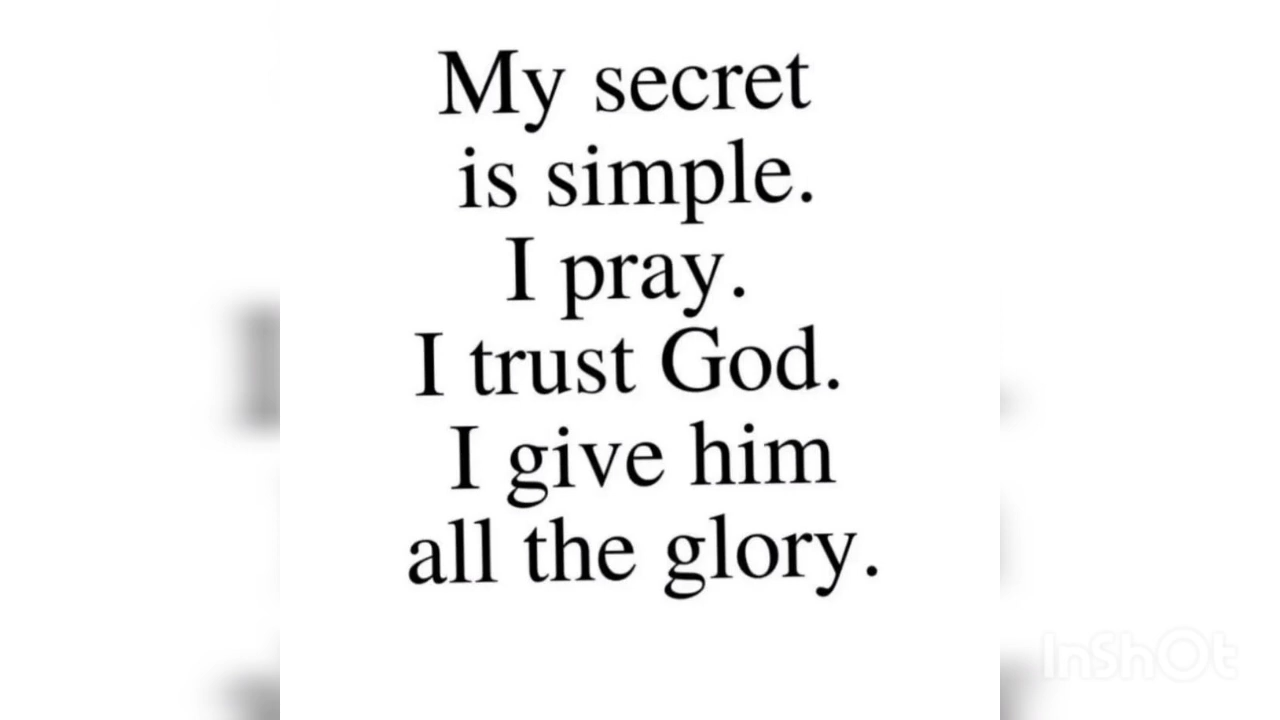 My secret
is simple.
I pray.
I trust God.
I give him
all the glory.
InShOt